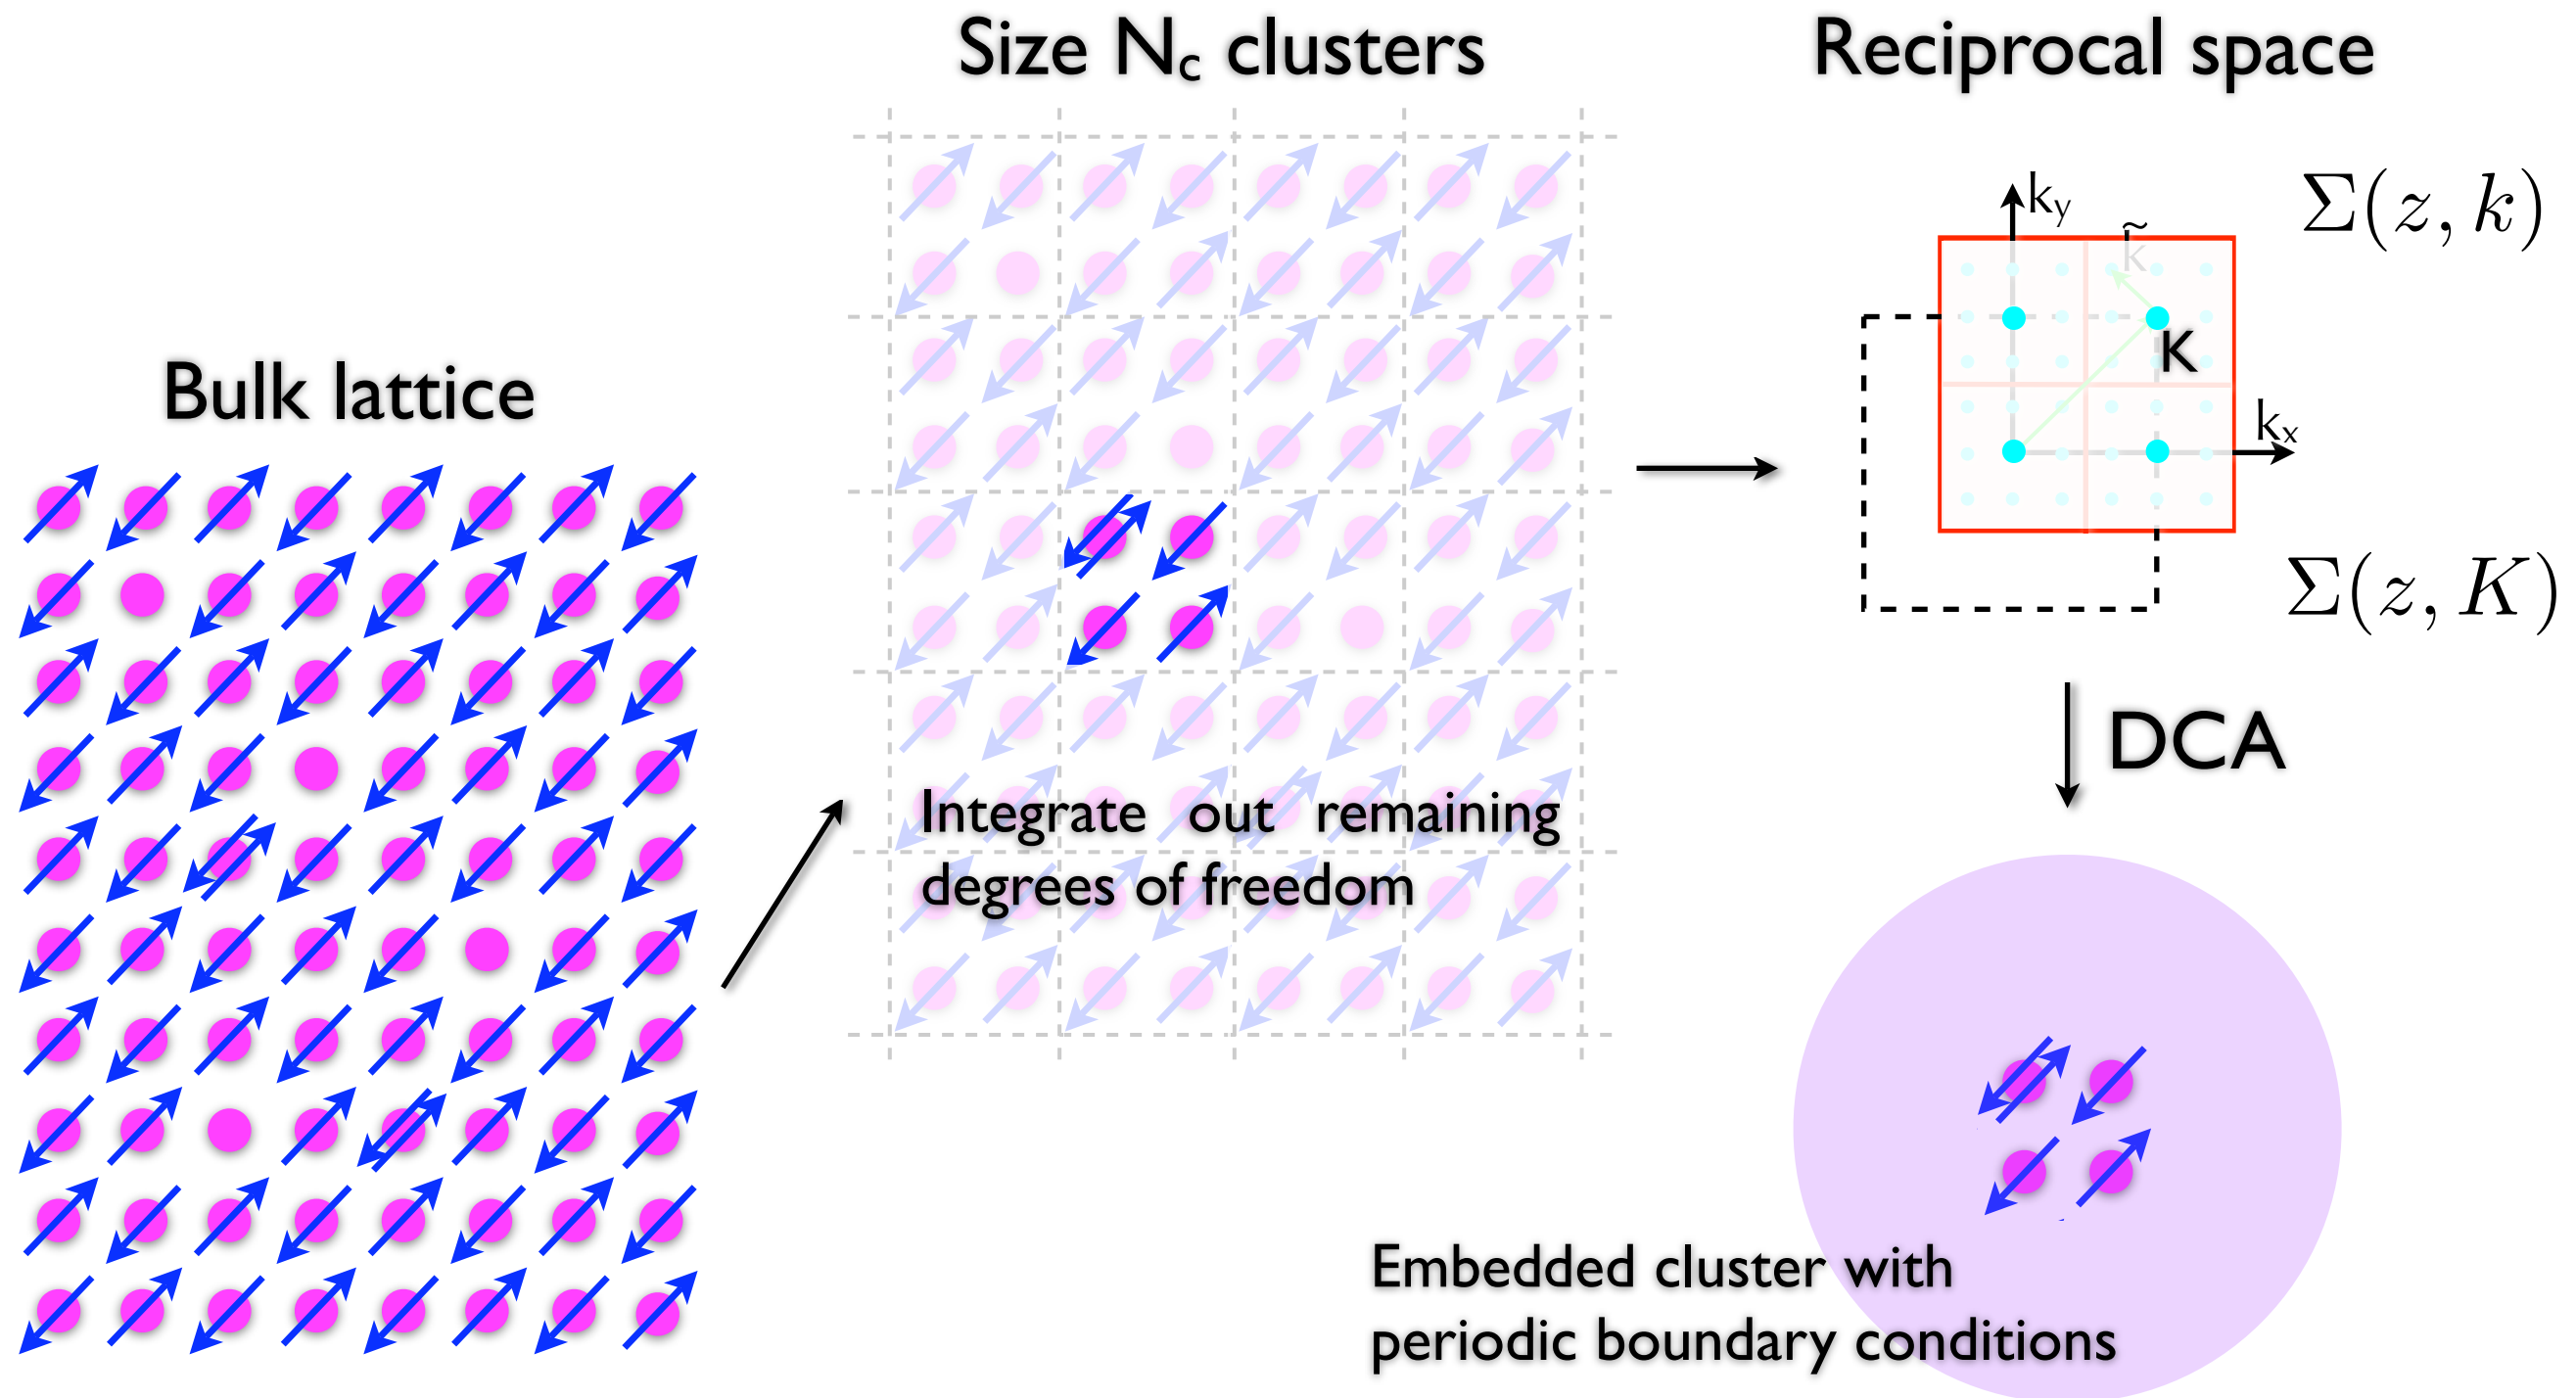 Size Nc clusters
Reciprocal space
Σ(z, k)
ky
k̃
K
kx
Bulk lattice
Σ(z, K)
DCA
Integrate out remaining
degrees of freedom
Embedded cluster with
periodic boundary conditions